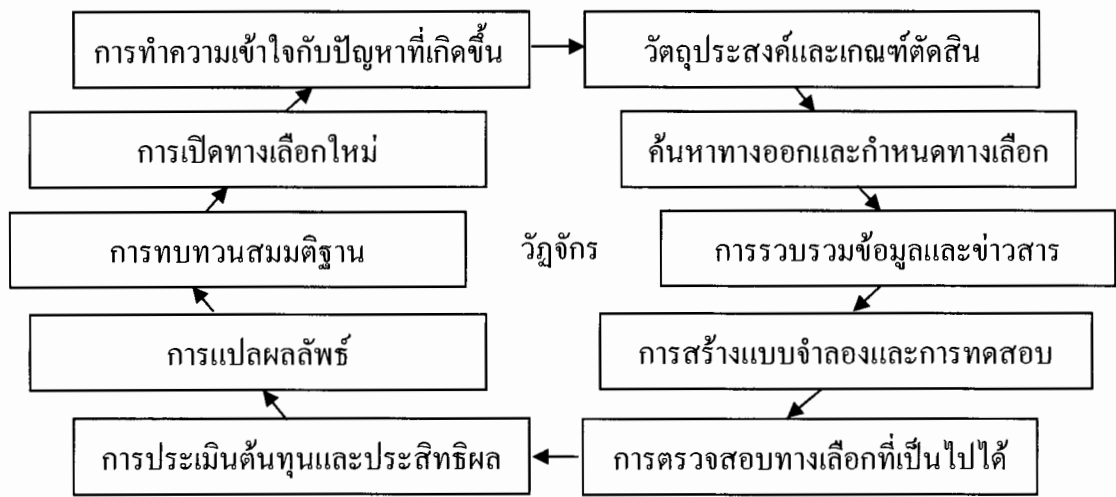 การทำความเข้าใจกับปัญหาที่เกิดขึ้น
วัตถุประสงค์และเกณฑ์ตัดสิน
การเปิดทางเลือกใหม่
ค้นหาทางออกและกำหนดทางเลือก
การทบทวนสมมติฐาน
วัฏจักร
การรวบรวมข้อมูลและข่าวสาร
การแปลผลลัพธ์
การสร้างแบบจำลองและการทดสอบ
การประเมินต้นทุนและประสิทธิผล
การตรวจสอบทางเลือกที่เป็นไปได้